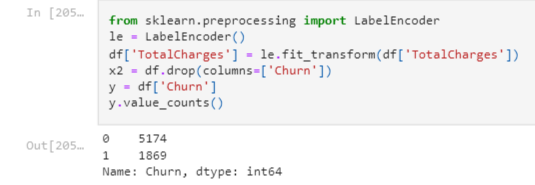 In [205...
from sklearn.preprocessing import LabelEncoder
le = LabelEncoder()
df['TotalCharges'] = le.fit_transform(df['TotalCharges'])
x2 = df.drop(columns=['Churn'])
y = df['Churn']
y.value_counts()
Out[205...
0    5174
1    1869
Name: Churn, dtype: int64